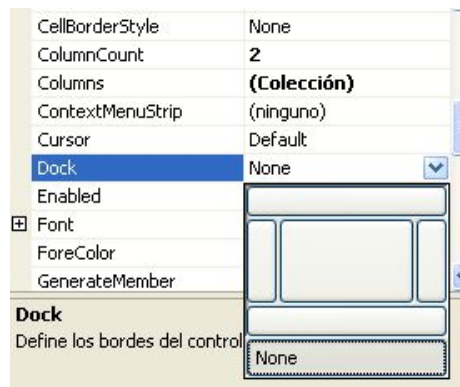 CellBorderStyle None
ColumnCount 2
Columns (Colección)
ContextMenuStrip (ninguno)
Cursor Default
Dock None
Enabled
Font
ForeColor
GenerateMember
None
Dock
Define los bordes del control